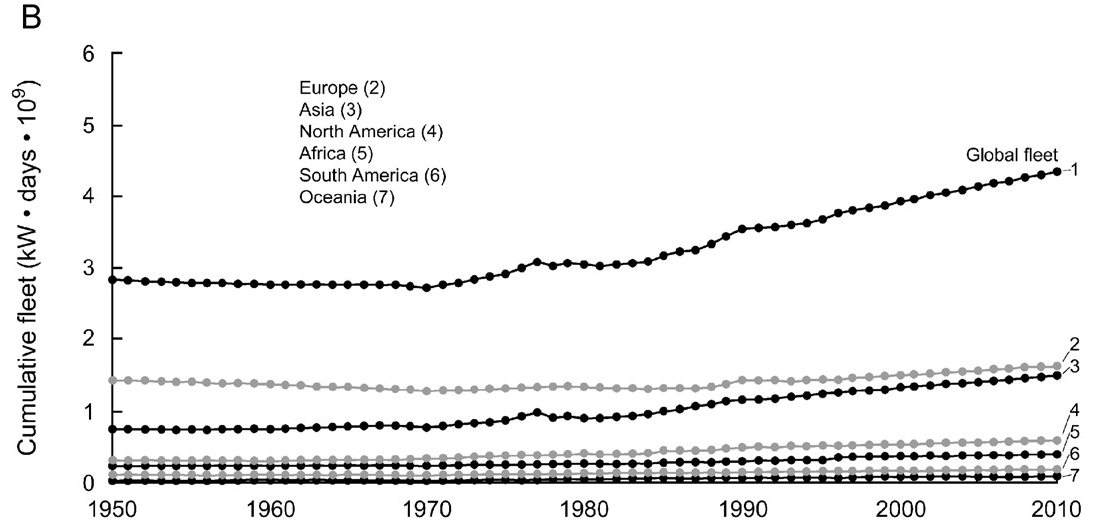 B
Cumulative fleet (kW • days • 10⁹)
6
5
4
3
2
1
0
Europe (2)
Asia (3)
North America (4)
Africa (5)
South America (6)
Oceania (7)
Global fleet
1
2
3
4
5
6
7
1950 1960 1970 1980 1990 2000 2010